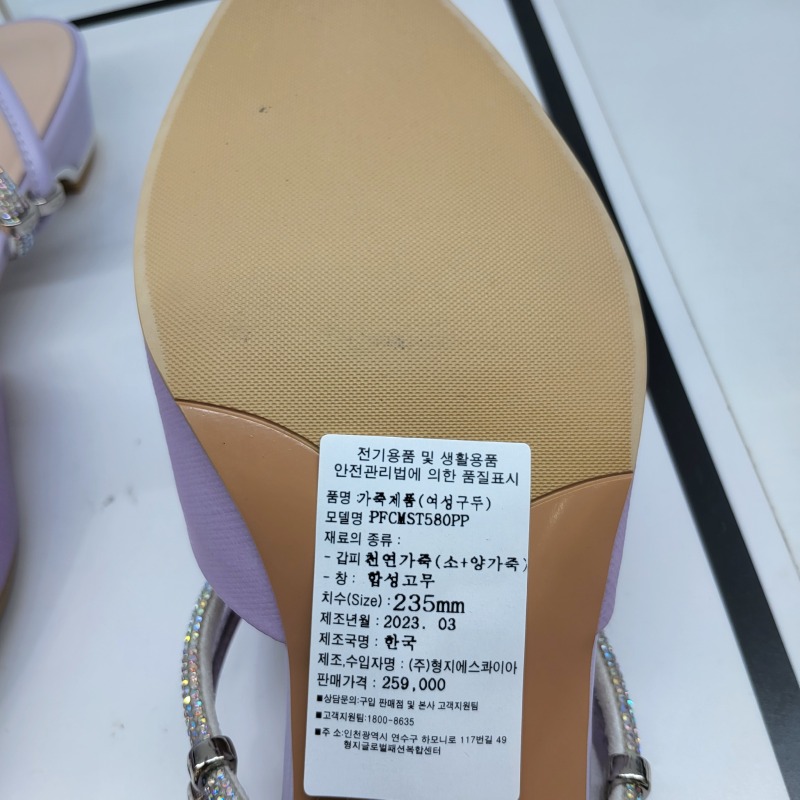 전기용품 및 생활용품
안전관리법에 의한 품질표시
품명 :가죽제품(여성구두)
모델명 :PFCMST580PP
재료의 종류 :
- 갑피 천연가죽(소+양가죽)
- 창 : 합성고무
치수(Size) :235mm
제조년월 : 2023. 03
제조국명 : 한국
제조,수입자명 : (주)형지에스콰이아
판매가격 : 259,000
■상담문의:구입 판매점 및 본사 고객지원팀
■고객지원팀:1800-8635
■주 소:인천광역시 연수구 하모니로 177번길 49
형지글로벌패션복합센터